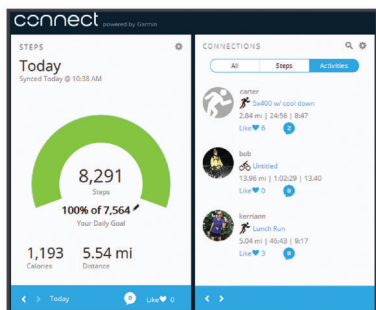 connect powered by Garmin
STEPS
Today
Synced Today @ 10:38 AM
8,291
Steps
100% of 7,564
Your Daily Goal
1,193
Calories
5.54 mi
Distance
Today
0
Like 0
CONNECTIONS
All
Steps
Activities
carter
5x400 w/ cool down
2.84 mi | 24:56 | 8:47
Like 6
2
bob
Untitled
13.96 mi | 1:02:29 | 13.40
Like 0
0
kerriann
Lunch Run
5.04 mi | 46:43 | 9:17
Like 3
0